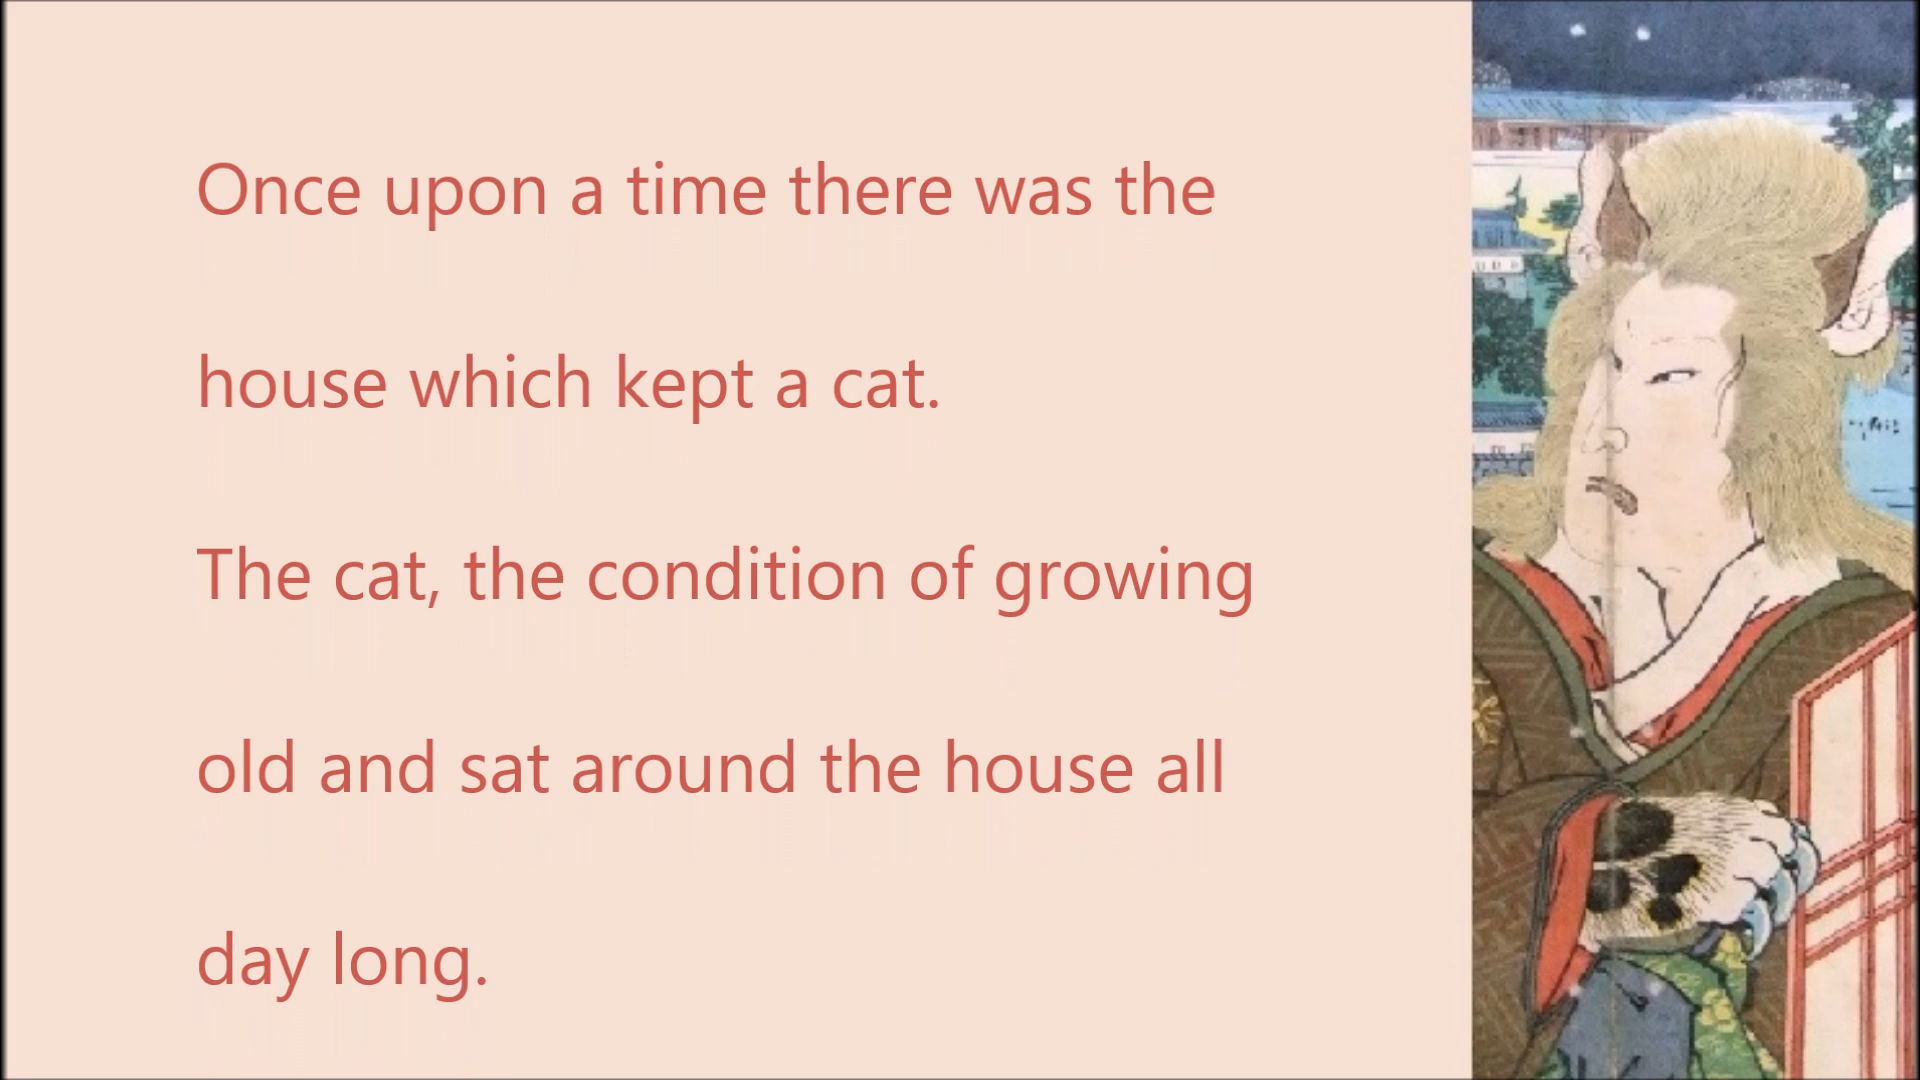 Once upon a time there was the
house which kept a cat.
The cat, the condition of growing
old and sat around the house all
day long.